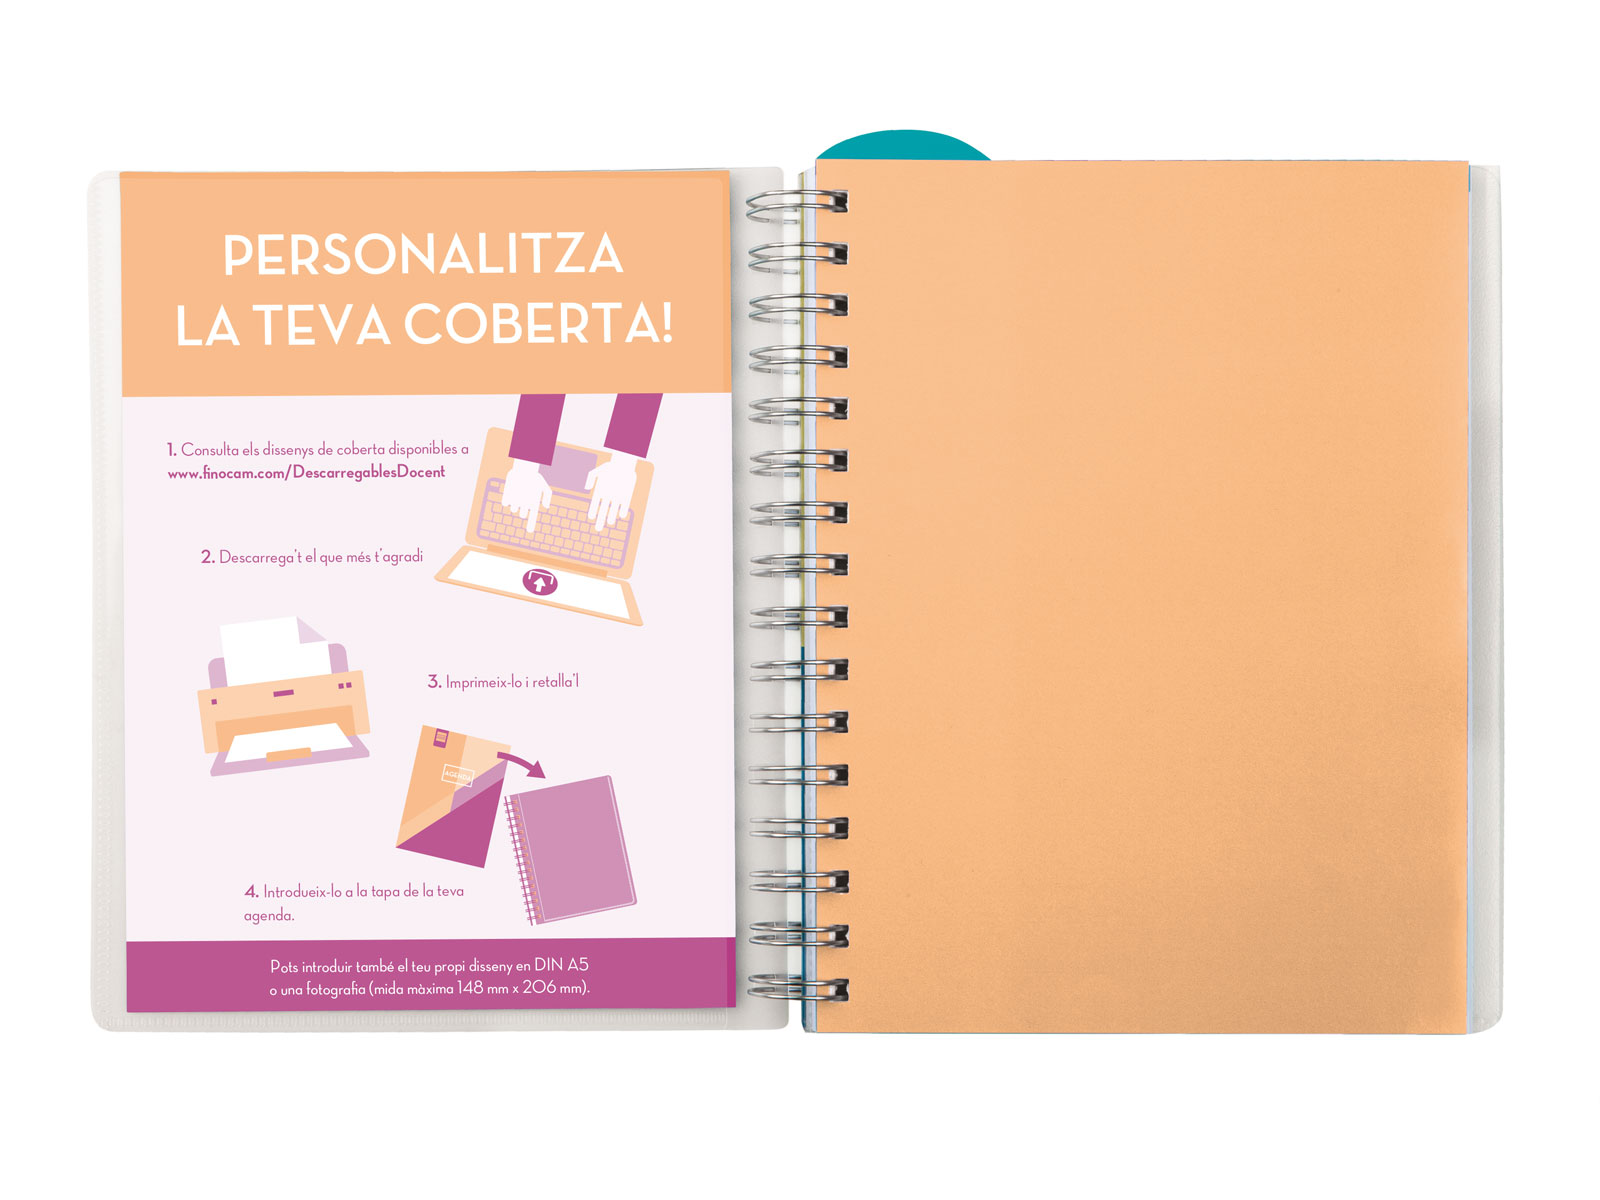 PERSONALITZA
LA TEVA COBERTA!
1. Consulta els dissenys de coberta disponibles a
www.finocam.com/DescarregablesDocent
2. Descarrega't el que més t'agradi
3. Imprimeix-lo i retalla'l
AGENDA
4. Introdueix-lo a la tapa de la teva
agenda.
Pots introduir també el teu propi disseny en DIN A5
o una fotografia (mida màxima 148 mm x 206 mm).